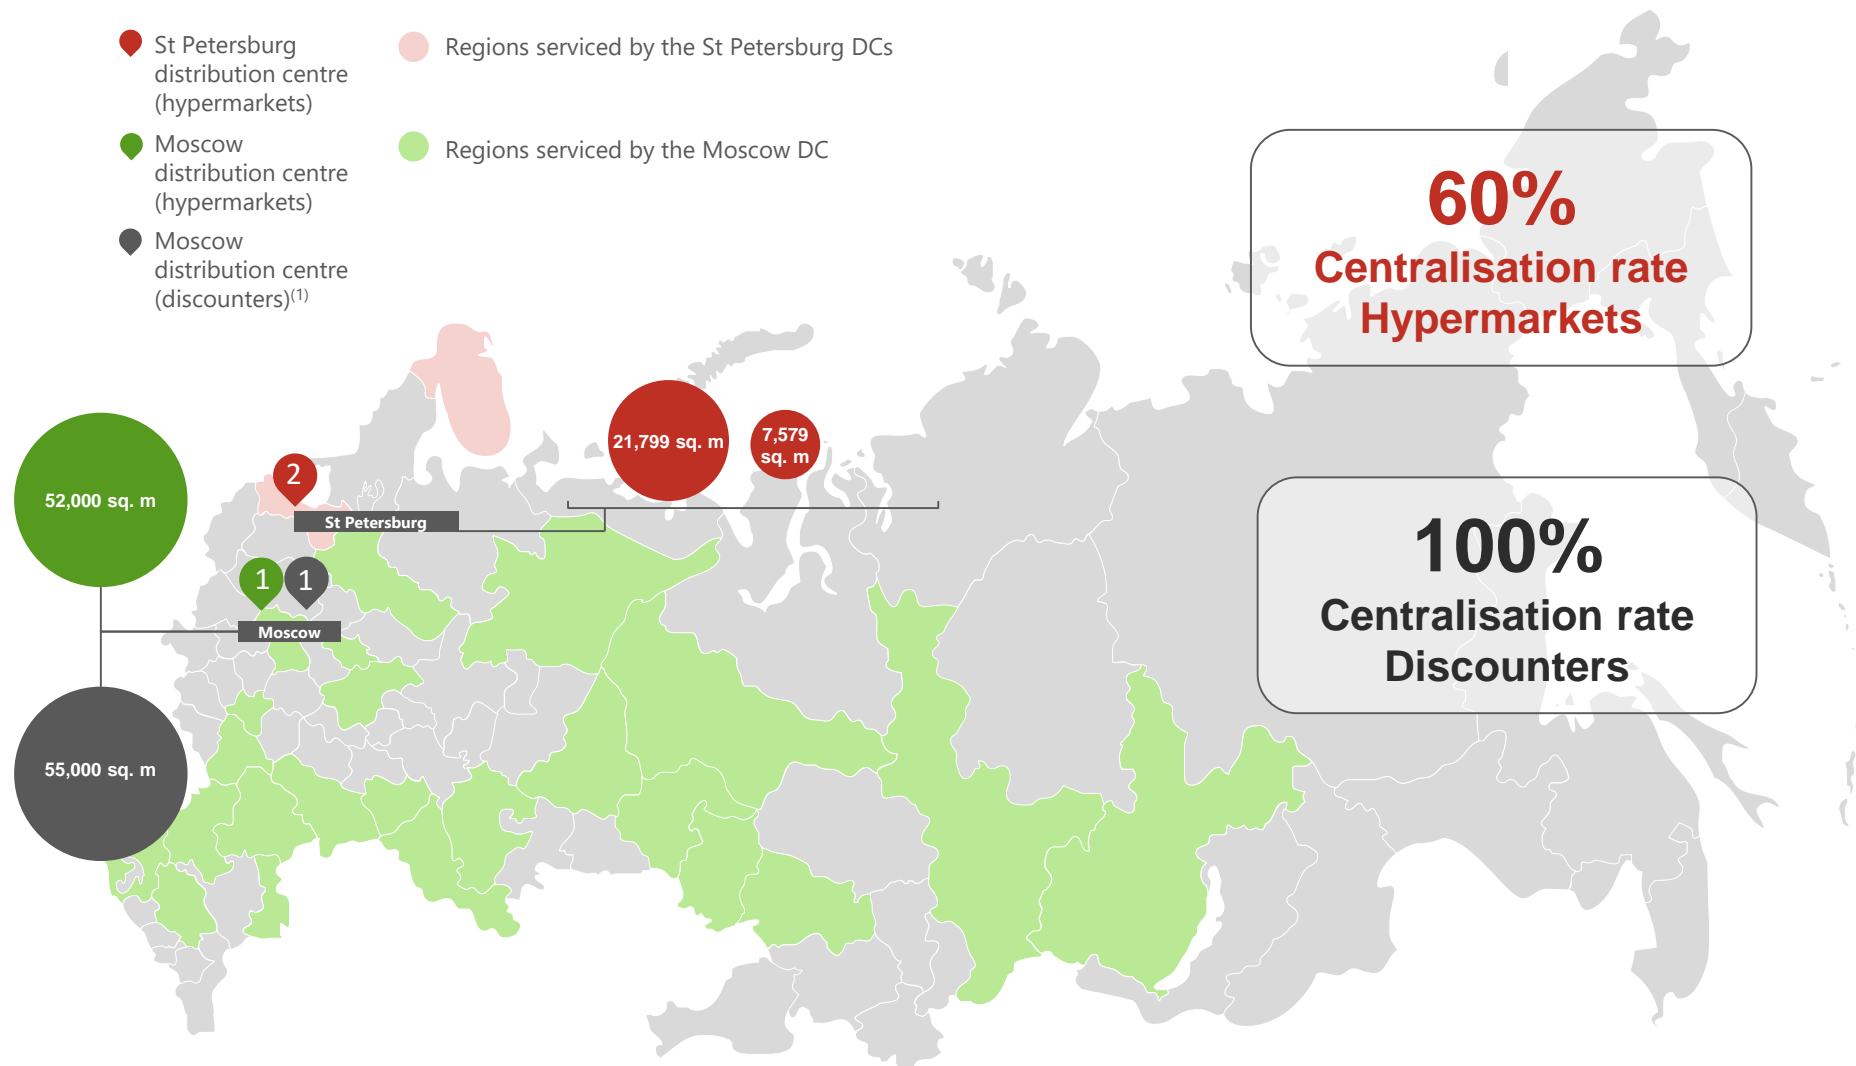 St Petersburg
distribution centre
(hypermarkets)
Regions serviced by the St Petersburg DCs
Moscow
distribution centre
(hypermarkets)
Regions serviced by the Moscow DC
Moscow
distribution centre
(discounters)(1)
60%
Centralisation rate
Hypermarkets
21,799 sq. m
7,579
sq. m
2
52,000 sq. m
St Petersburg
1
1
Moscow
100%
Centralisation rate
Discounters
55,000 sq. m